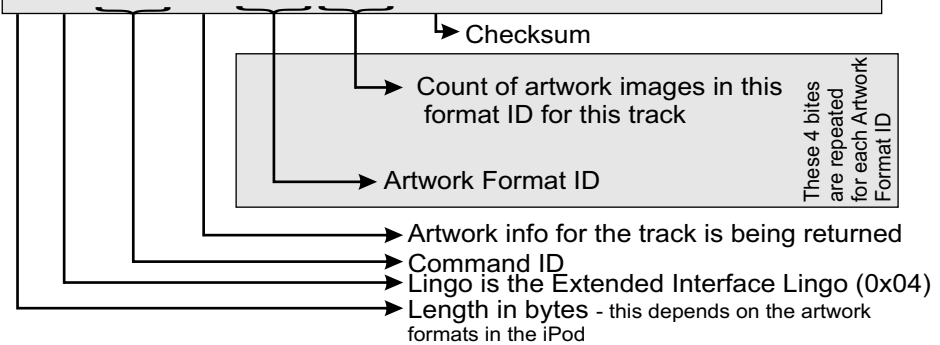 Checksum
Count of artwork images in this
format ID for this track
These 4 bites
are repeated
for each Artwork
Format ID
Artwork Format ID
Artwork info for the track is being returned
Command ID
Lingo is the Extended Interface Lingo (0x04)
Length in bytes - this depends on the artwork
formats in the iPod